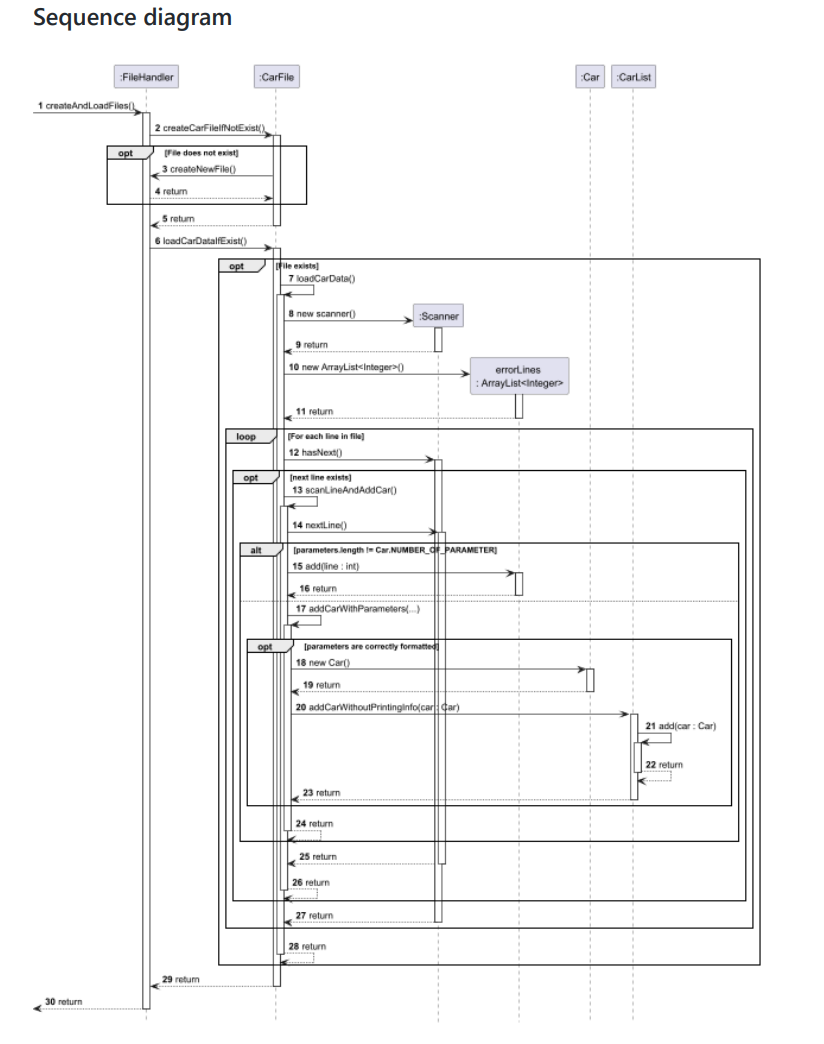 Sequence diagram
:FileHandler
:CarFile
:Car
:CarList
1 createAndLoadFiles()
2 createCarFileIfNotExist()
opt
[File does not exist]
3 createNewFile()
4 return
5 return
6 loadCarDataIfExist()
opt
[File exists]
7 loadCarData()
8 new scanner()
:Scanner
9 return
10 new ArrayList<Integer>()
errorLines
: ArrayList<Integer>
11 return
loop
[For each line in file]
12 hasNext()
opt
[next line exists]
13 scanLineAndAddCar()
14 nextLine()
alt
[parameters.length != Car.NUMBER_OF_PARAMETER]
15 add(line : int)
16 return
17 addCarWithParameters(...)
opt
[parameters are correctly formatted]
18 new Car()
19 return
20 addCarWithoutPrintingInfo(car : Car)
21 add(car : Car)
22 return
23 return
24 return
25 return
26 return
27 return
28 return
29 return
30 return